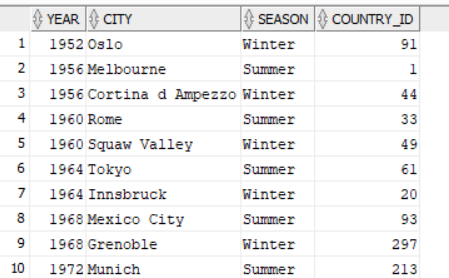 YEAR CITY SEASON COUNTRY_ID
1 1952 Oslo Winter 91
2 1956 Melbourne Summer 1
3 1956 Cortina d Ampezzo Winter 44
4 1960 Rome Summer 33
5 1960 Squaw Valley Winter 49
6 1964 Tokyo Summer 61
7 1964 Innsbruck Winter 20
8 1968 Mexico City Summer 93
9 1968 Grenoble Winter 297
10 1972 Munich Summer 213